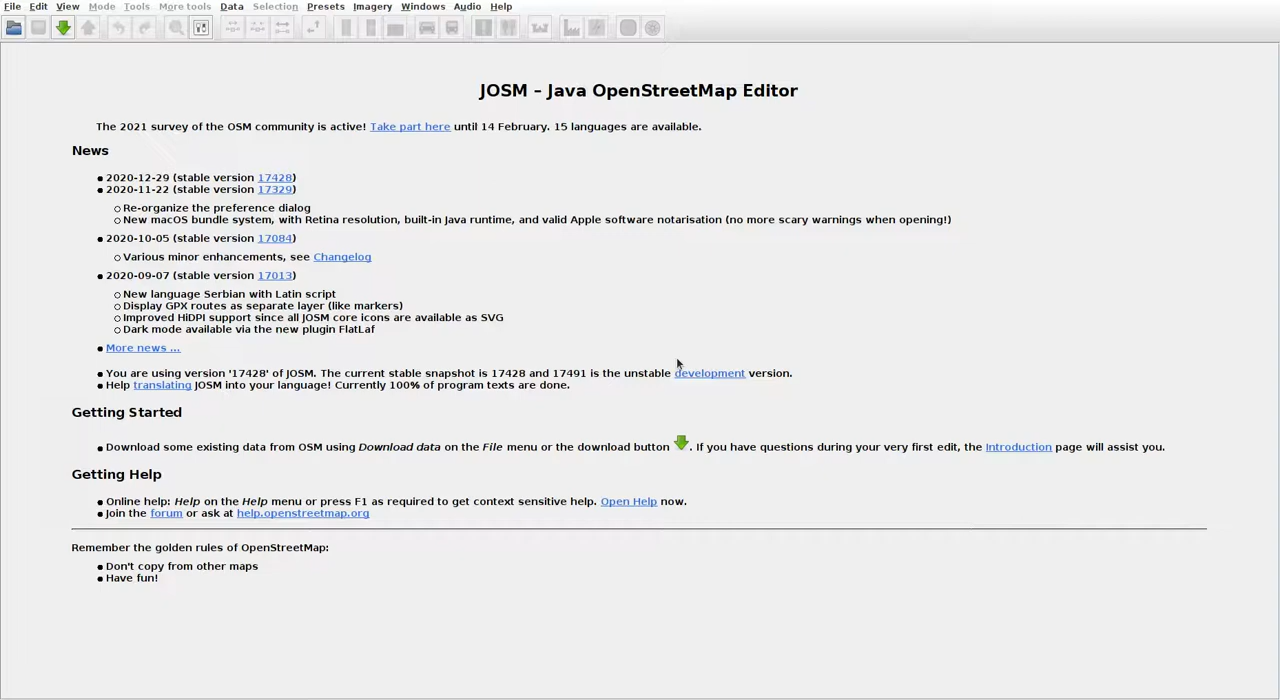 File Edit View Mode Tools More tools Data Selection Presets Imagery Windows Audio Help
JOSM – Java OpenStreetMap Editor
The 2021 survey of the OSM community is active! Take part here until 14 February. 15 languages are available.
News
2020-12-29 (stable version 17428)
2020-11-22 (stable version 17329)
Re-organize the preference dialog
New macOS bundle system, with Retina resolution, built-in Java runtime, and valid Apple software notarisation (no more scary warnings when opening!)
2020-10-05 (stable version 17084)
Various minor enhancements, see Changelog
2020-09-07 (stable version 17013)
New language Serbian with Latin script
Display GPX routes as separate layer (like markers)
Improved HiDPI support since all JOSM core icons are available as SVG
Dark mode available via the new plugin FlatLaf
More news ...
You are using version '17428' of JOSM. The current stable snapshot is 17428 and 17491 is the unstable development version.
Help translating JOSM into your language! Currently 100% of program texts are done.
Getting Started
Download some existing data from OSM using Download data on the File menu or the download button . If you have questions during your very first edit, the Introduction page will assist you.
Getting Help
Online help: Help on the Help menu or press F1 as required to get context sensitive help. Open Help now.
Join the forum or ask at help.openstreetmap.org
Remember the golden rules of OpenStreetMap:
Don't copy from other maps
Have fun!